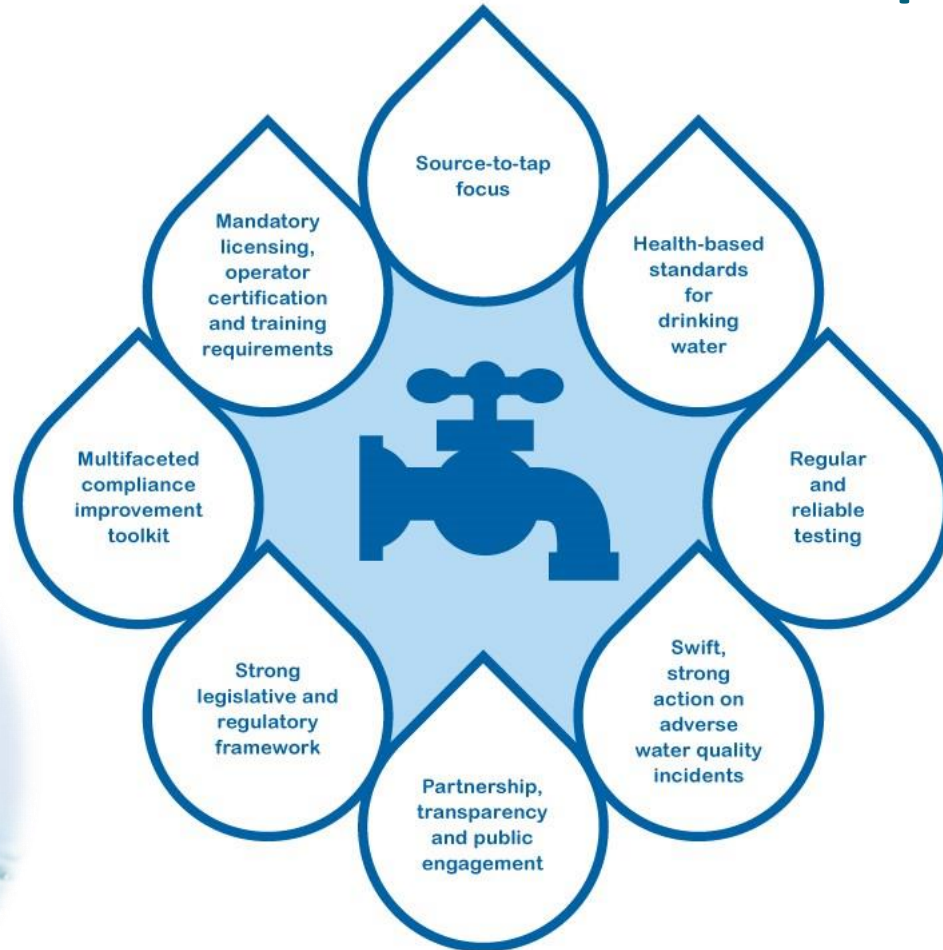 Source-to-tap
focus
Health-based
standards
for
drinking
water
Regular
and
reliable
testing
Swift,
strong
action on
adverse
water quality
incidents
Partnership,
transparency
and public
engagement
Strong
legislative and
regulatory
framework
Multifaceted
compliance
improvement
toolkit
Mandatory
licensing,
operator
certification
and training
requirements